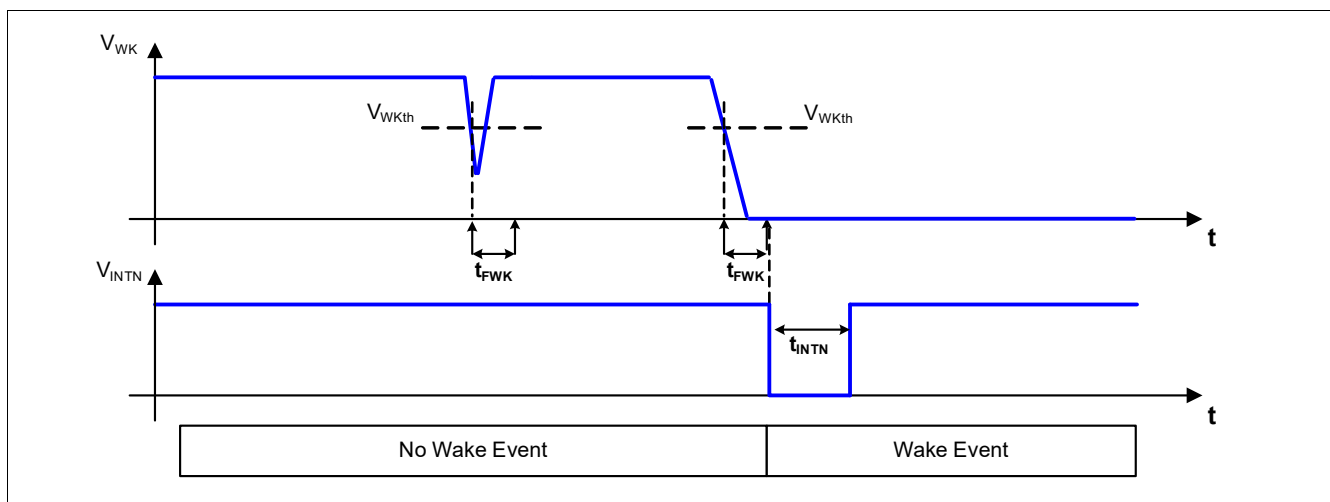 VWK
VWKth
VWKth
t
tFWK
tFWK
VINTN
tINTN
t
No Wake Event
Wake Event